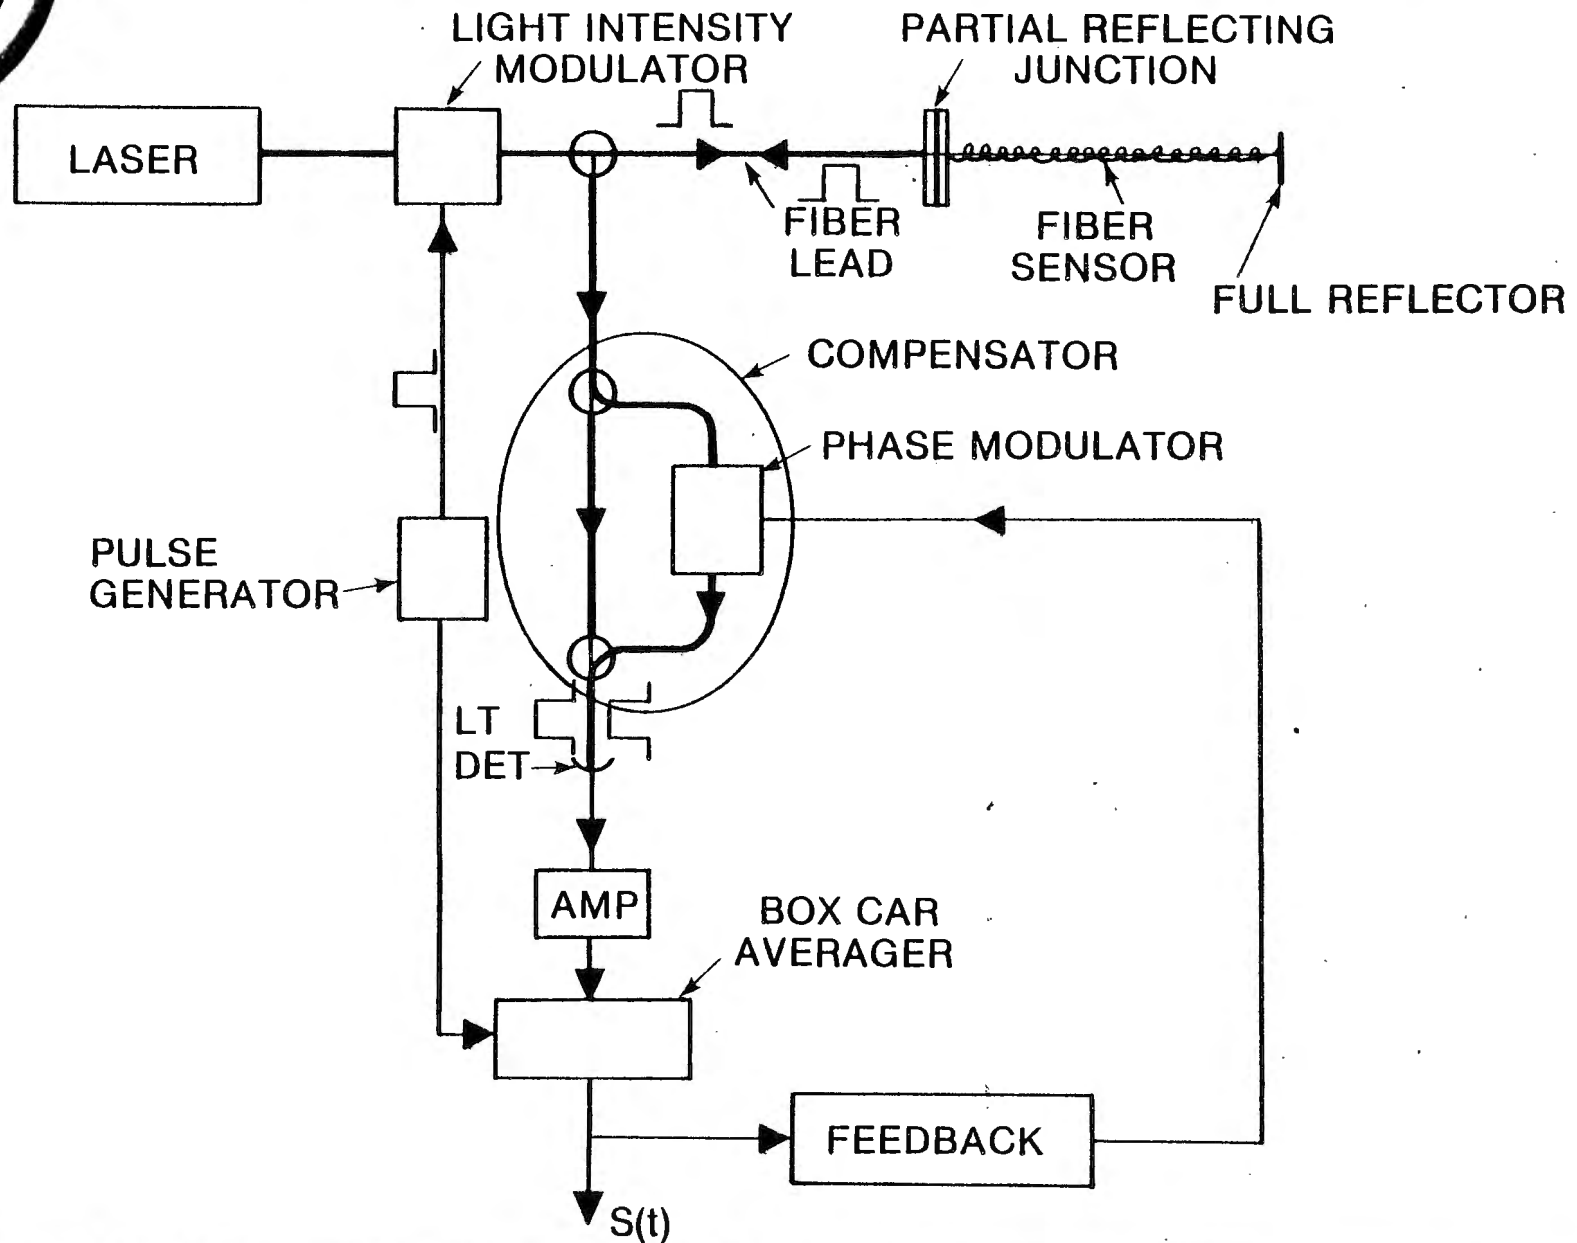 LIGHT INTENSITY
MODULATOR
PARTIAL REFLECTING
JUNCTION
LASER
FIBER
LEAD
FIBER
SENSOR
FULL REFLECTOR
COMPENSATOR
PHASE MODULATOR
PULSE
GENERATOR
LT
DET
AMP
BOX CAR
AVERAGER
FEEDBACK
S(t)